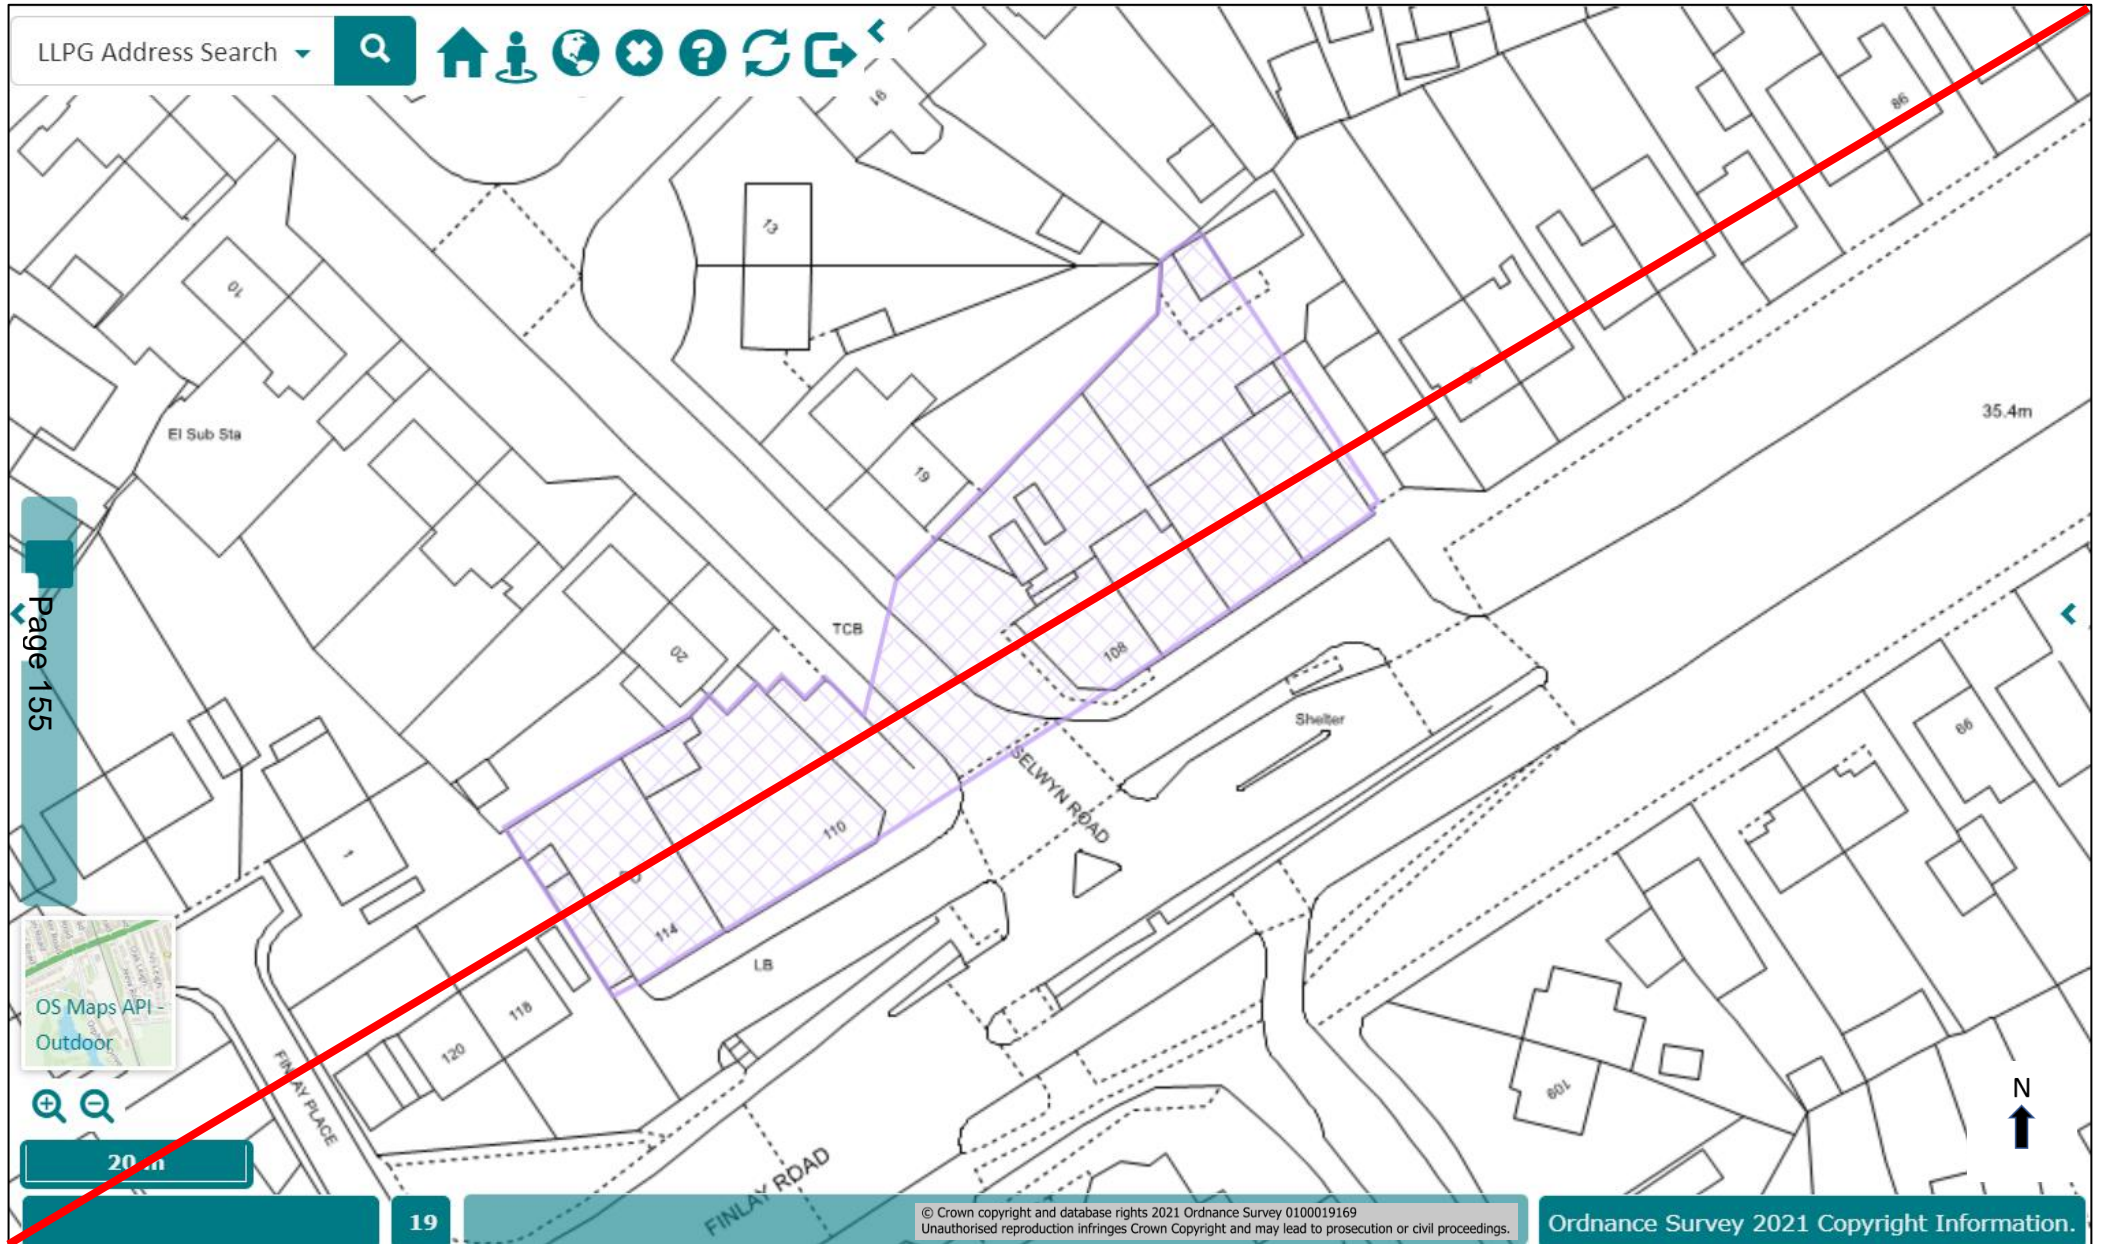 LLPG Address Search
16
13
86
10
35.4m
El Sub Sta
19
Page 155
TCB
108
20
Shelter
99
SELWYN ROAD
110
1
114
LB
OS Maps API -
Outdoor
118
120
FINLAY PLACE
109
N
20 m
FINLAY ROAD
19
© Crown copyright and database rights 2021 Ordnance Survey 0100019169
Unauthorised reproduction infringes Crown Copyright and may lead to prosecution or civil proceedings.
Ordnance Survey 2021 Copyright Information.